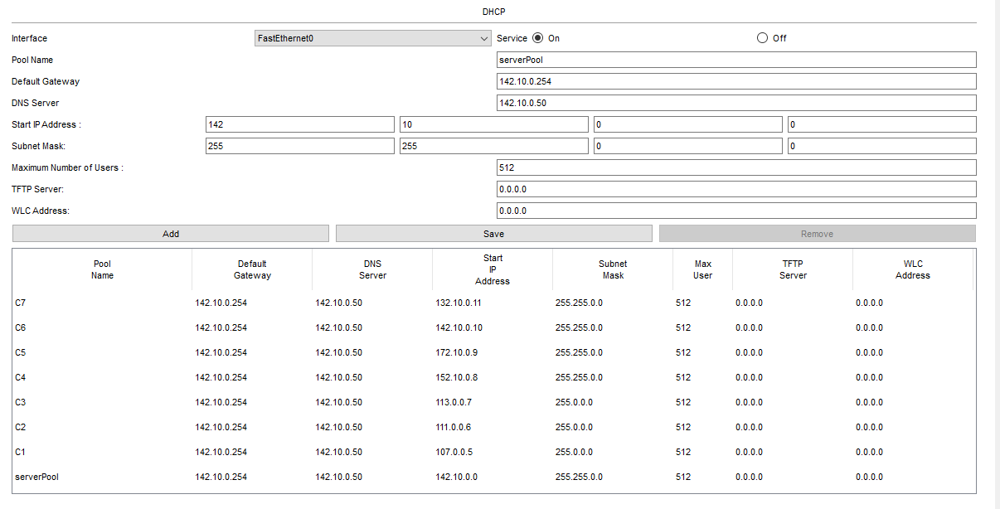 DHCP
Interface FastEthernet0 Service On Off
Pool Name serverPool
Default Gateway 142.10.0.254
DNS Server 142.10.0.50
Start IP Address : 142 10 0 0
Subnet Mask: 255 255 0 0
Maximum Number of Users : 512
TFTP Server: 0.0.0.0
WLC Address: 0.0.0.0
Add Save Remove
Pool Name Default Gateway DNS Server Start IP Address Subnet Mask Max User TFTP Server WLC Address
C7 142.10.0.254 142.10.0.50 132.10.0.11 255.255.0.0 512 0.0.0.0 0.0.0.0
C6 142.10.0.254 142.10.0.50 142.10.0.10 255.255.0.0 512 0.0.0.0 0.0.0.0
C5 142.10.0.254 142.10.0.50 172.10.0.9 255.255.0.0 512 0.0.0.0 0.0.0.0
C4 142.10.0.254 142.10.0.50 152.10.0.8 255.255.0.0 512 0.0.0.0 0.0.0.0
C3 142.10.0.254 142.10.0.50 113.0.0.7 255.0.0.0 512 0.0.0.0 0.0.0.0
C2 142.10.0.254 142.10.0.50 111.0.0.6 255.0.0.0 512 0.0.0.0 0.0.0.0
C1 142.10.0.254 142.10.0.50 107.0.0.5 255.0.0.0 512 0.0.0.0 0.0.0.0
serverPool 142.10.0.254 142.10.0.50 142.10.0.0 255.255.0.0 512 0.0.0.0 0.0.0.0